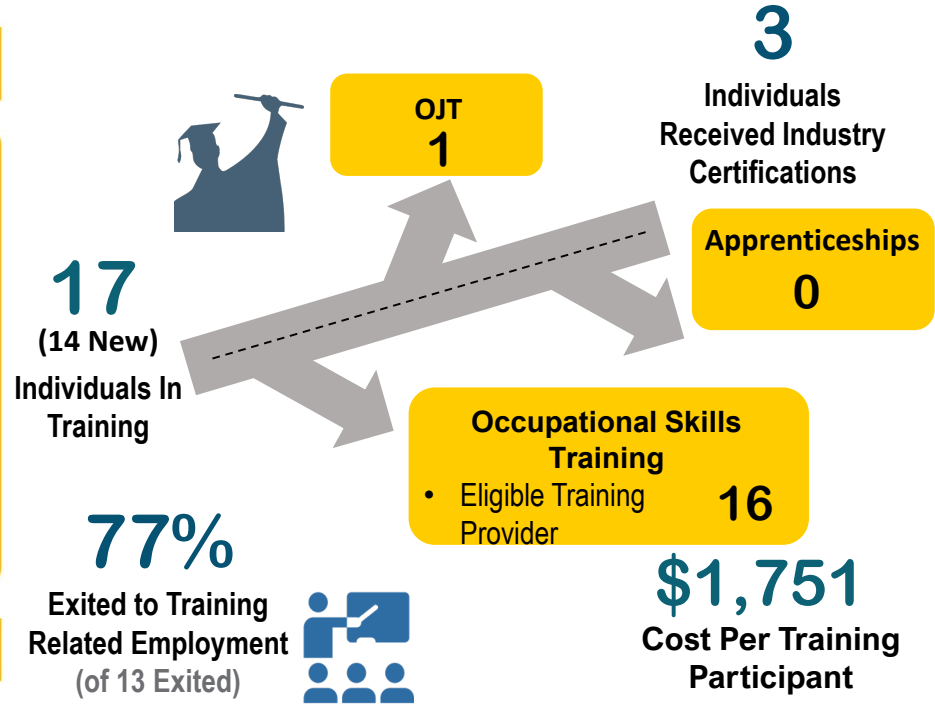 3
Individuals
Received Industry
Certifications
OJT
1
Apprenticeships
0
17
(14 New)
Individuals In
Training
Occupational Skills
Training
• Eligible Training
Provider
16
77%
Exited to Training
Related Employment
(of 13 Exited)
$1,751
Cost Per Training
Participant